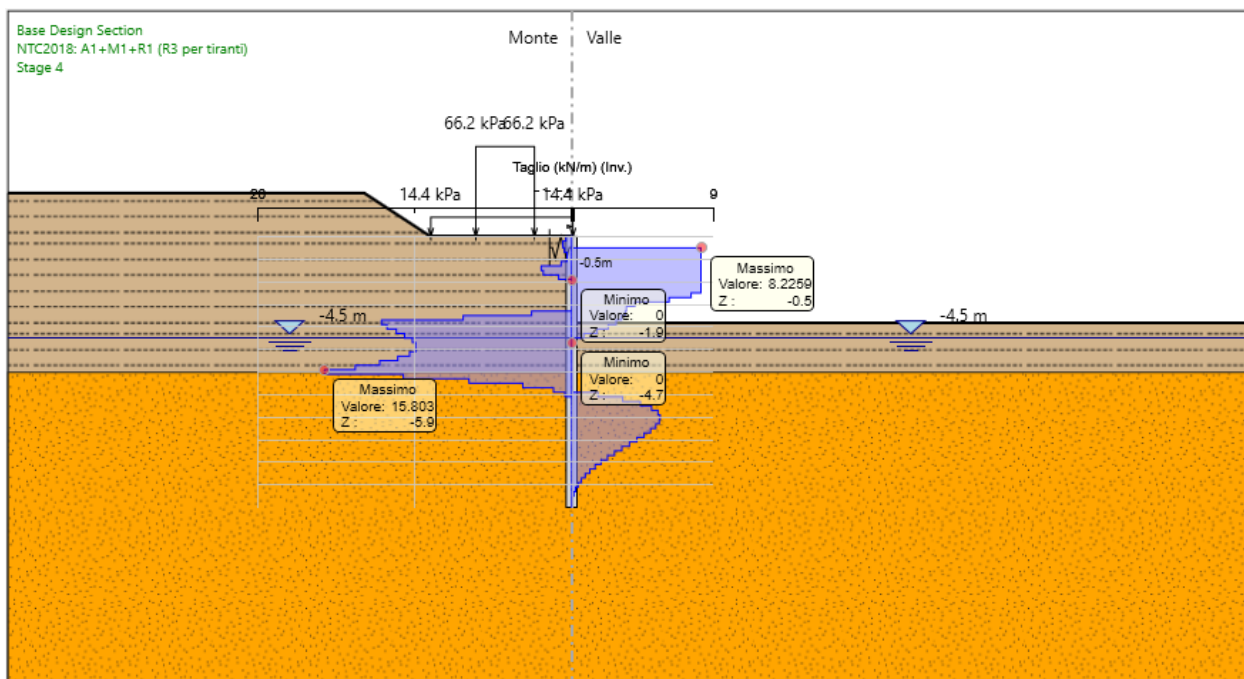 Base Design Section
NTC2018: A1+M1+R1 (R3 per tiranti)
Stage 4
Monte
Valle
66.2 kPa
66.2 kPa
Taglio (kN/m) (Inv.)
20
14.4 kPa
14.4 kPa
9
-0.5m
Massimo
Valore: 8.2259
Z : -0.5
Minimo
Valore: 0
Z : -1.9
-4.5 m
-4.5 m
Minimo
Valore: 0
Z : -4.7
Massimo
Valore: 15.803
Z : -5.9